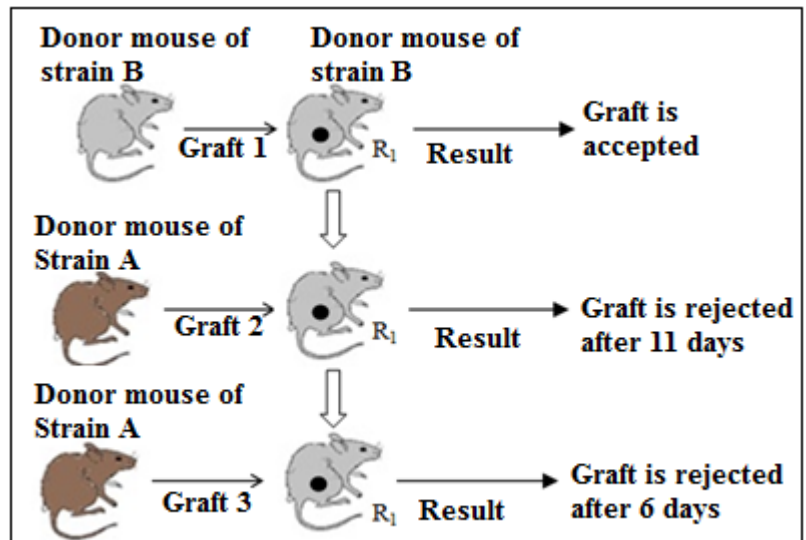 Donor mouse of
strain B
Donor mouse of
strain B
Graft 1
R₁
Result
Graft is
accepted
Donor mouse of
Strain A
Graft 2
R₁
Result
Graft is rejected
after 11 days
Donor mouse of
Strain A
Graft 3
R₁
Result
Graft is rejected
after 6 days